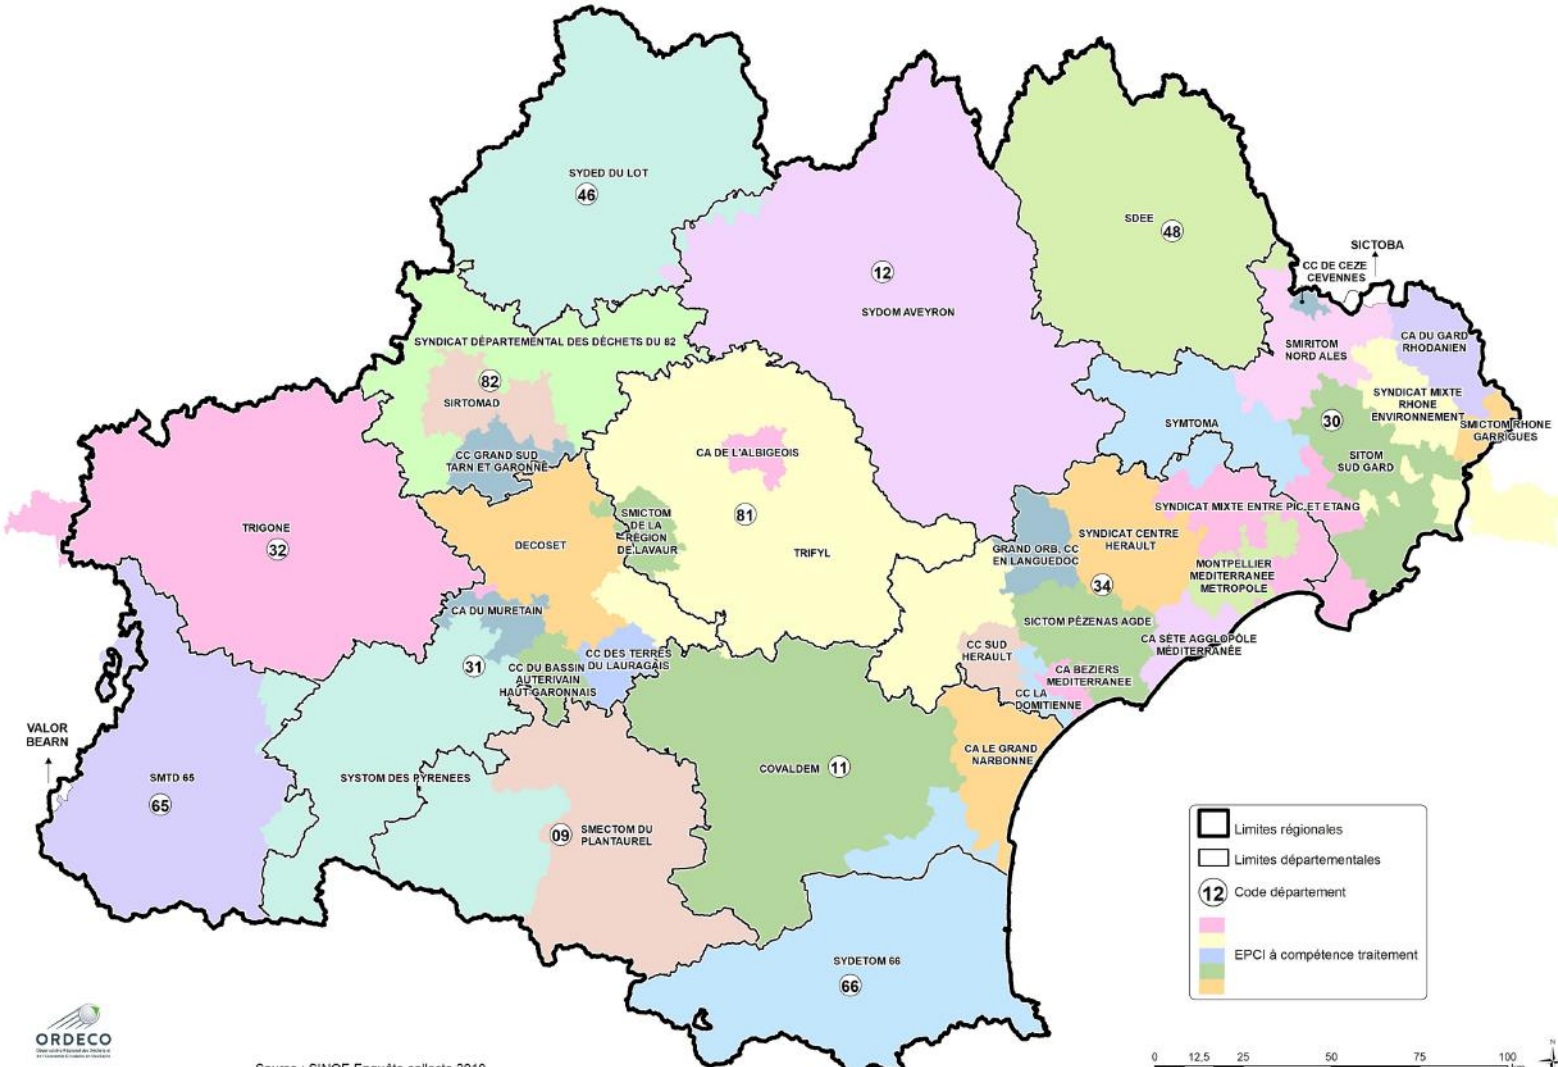 SYDED DU LOT
46
SDEE
48
12
SYDOM AVEYRON
SICTOBA
CC DE CEZE
CEVENNES
SMIRITOM
NORD ALES
CA DU GARD
RHODANIEN
SYNDICAT DÉPARTEMENTAL DES DÉCHETS DU 82
82
SIRTOMAD
CC GRAND SUD
TARN ET GARONNE
SYNDICAT MIXTE
RHONE
ENVIRONNEMENT
SMICTOM RHONE
GARRIGUES
30
SYMTOMA
SITOM
SUD GARD
CA DE L'ALBIGEOIS
81
TRIFYL
SMICTOM
DE LA
RÉGION
DE LAVAUR
DECOSET
TRIGONE
32
SYNDICAT MIXTE ENTRE PIC ET ETANG
SYNDICAT CENTRE
HERAULT
GRAND ORB, CC
EN LANGUEDOC
34
MONTPELLIER
MEDITERRANEE
METROPOLE
CA DU MURETAIN
SICTOM PÉZENAS AGDE
CA SÈTE AGGLOPÔLE
MÉDITERRANÉE
31
CC DU BASSIN
AUTERIVAIN
HAUT-GARONNAIS
CC DES TERRES
DU LAURAGAIS
CC SUD
HERAULT
CA BEZIERS
MEDITERRANEE
CC LA
DOMITIENNE
VALOR
BEARN
SMTD 65
65
SYSTOM DES PYRENEES
COVALDEM
11
CA LE GRAND
NARBONNE
09
SMECTOM DU
PLANTAUREL
SYDETOM 66
66
Limites régionales
Limites départementales
12
Code département
EPCI à compétence traitement
ORDECO
0 12,5 25 50 75 100
N